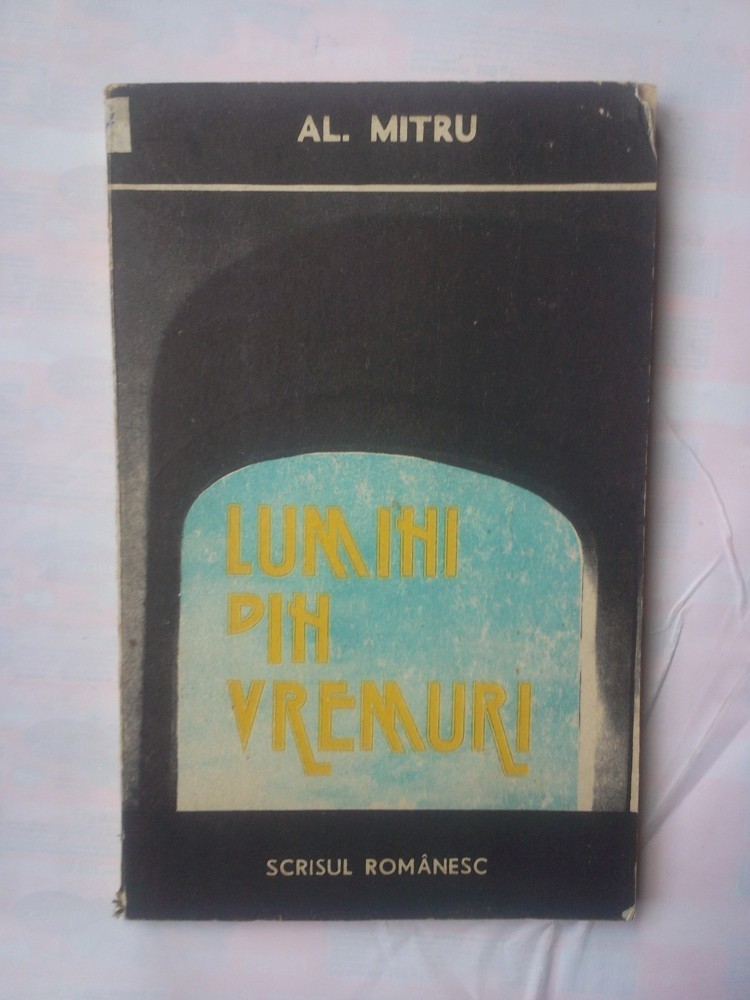 AL. MITRU
LUMINI
DIN
VREMURI
SCRISUL ROMÂNESC